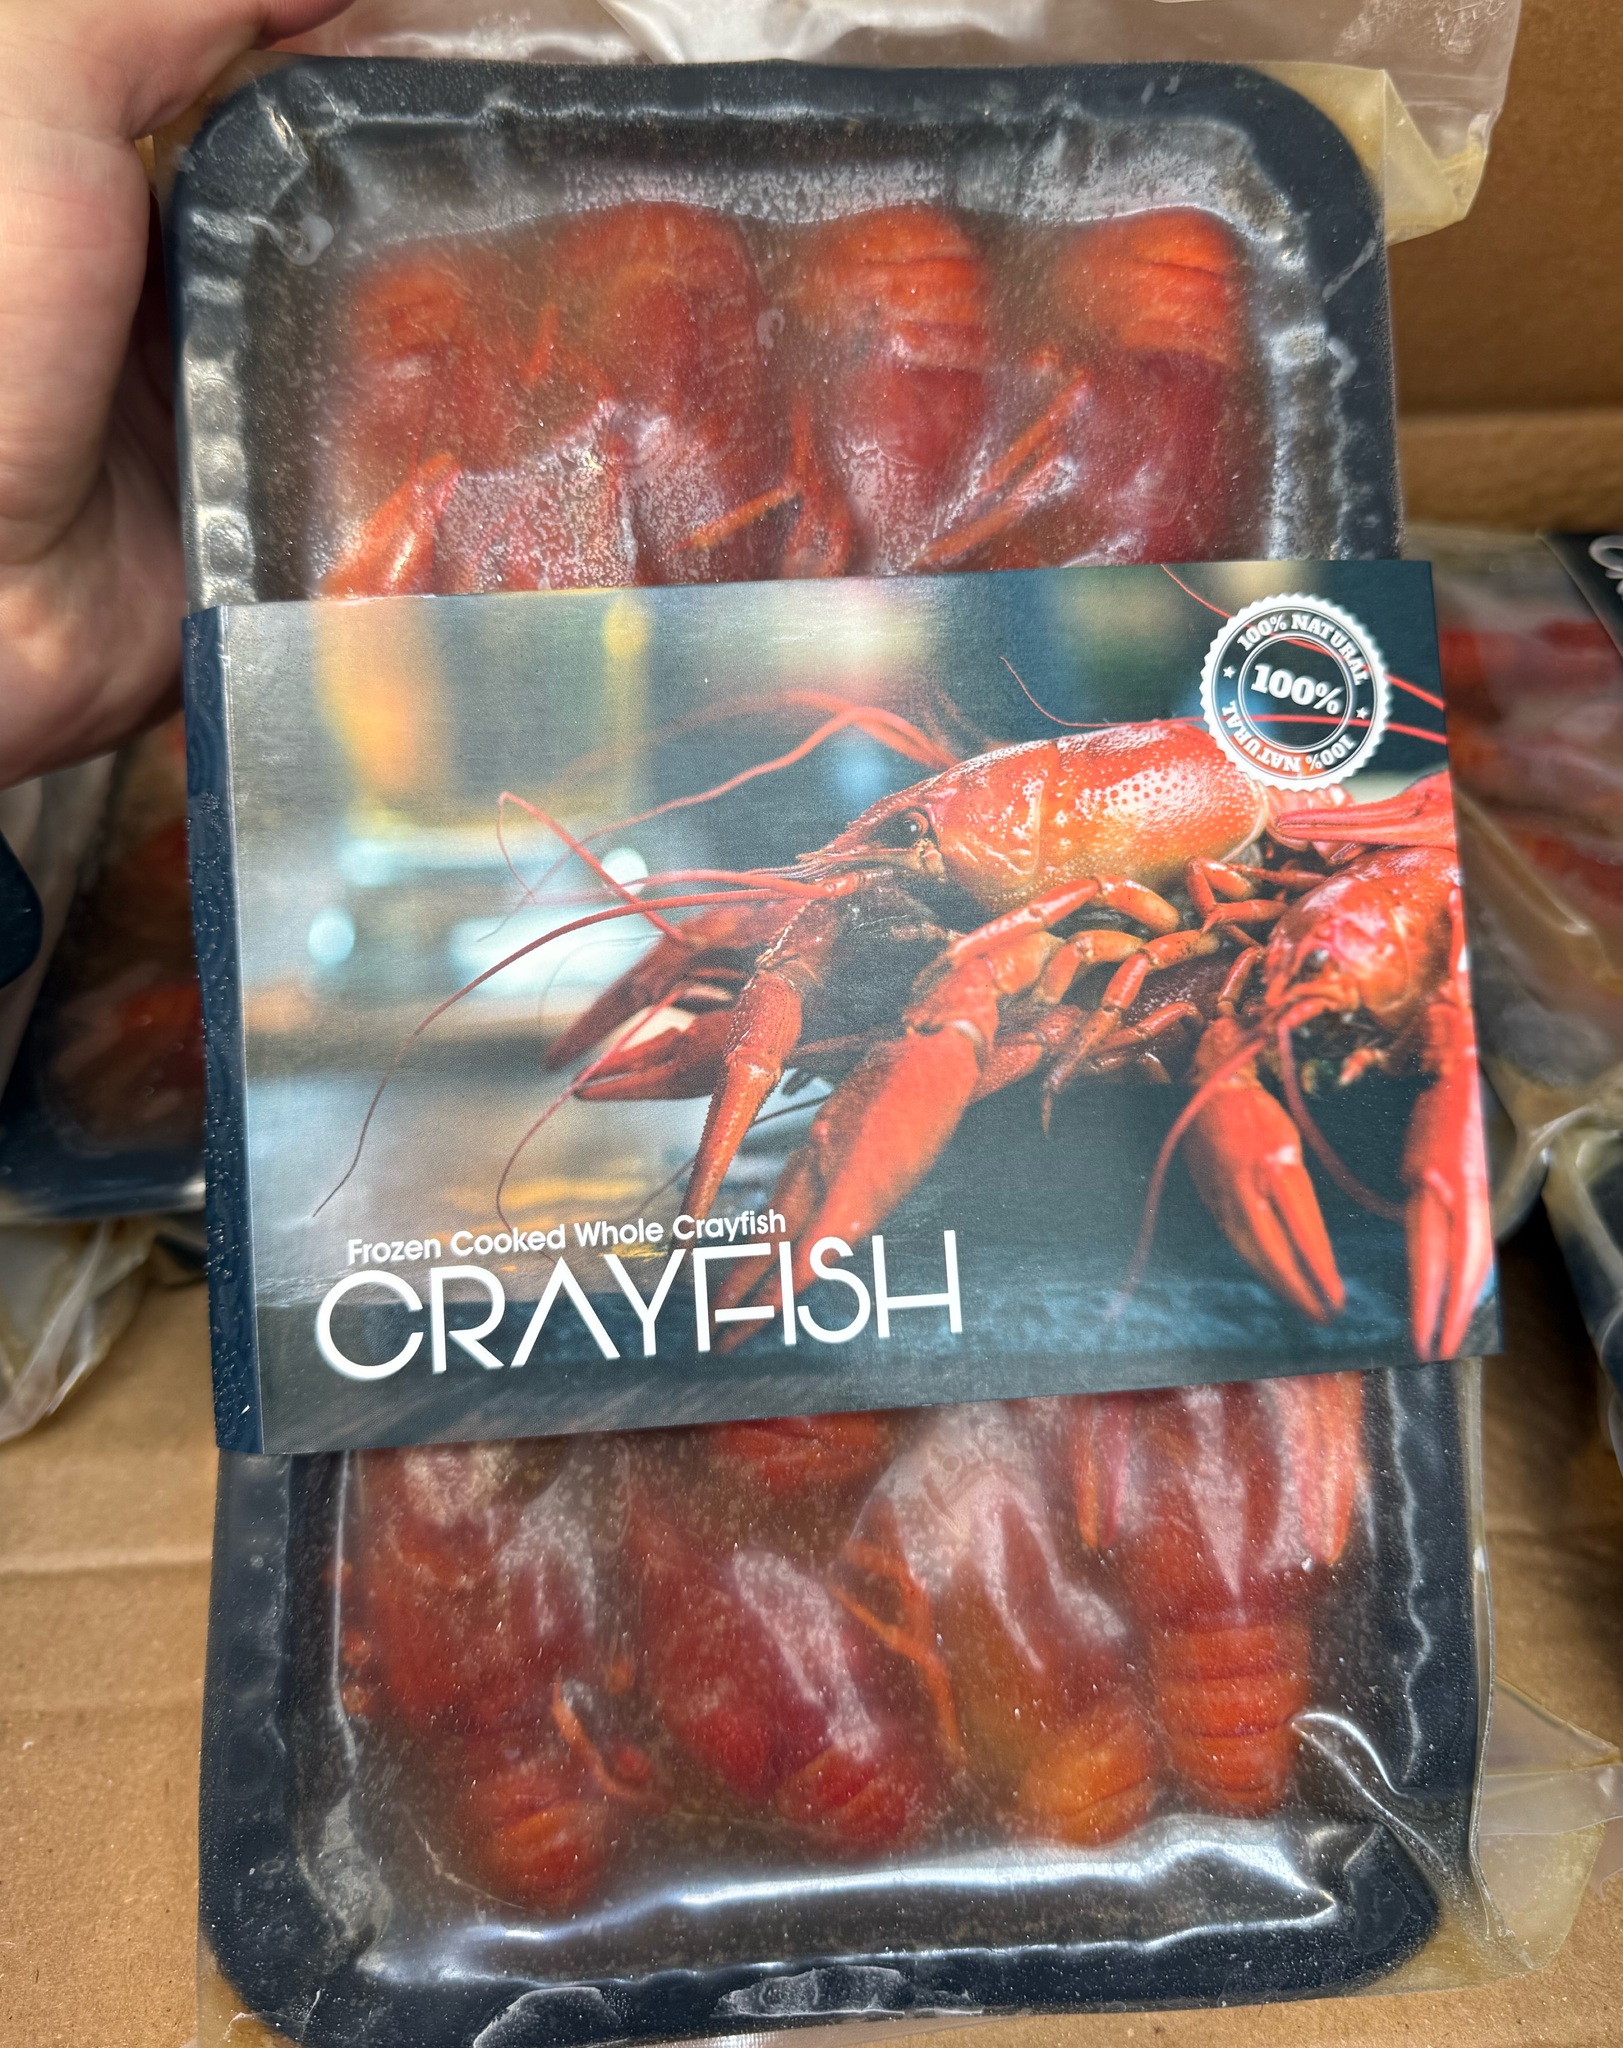 100% NATURAL
100%
100% NATURAL
Frozen Cooked Whole Crayfish
CRAYFISH